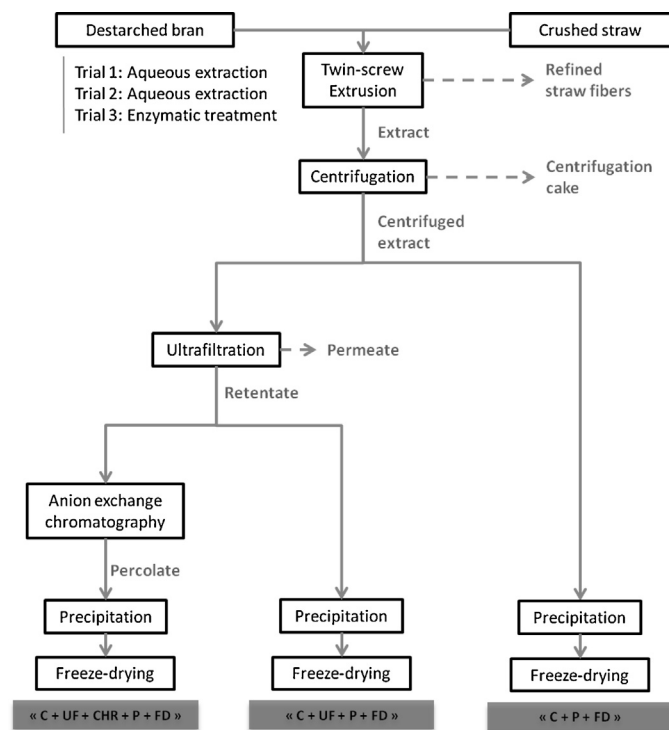 Destarched bran
Crushed straw
Trial 1: Aqueous extraction
Trial 2: Aqueous extraction
Trial 3: Enzymatic treatment
Twin-screw
Extrusion
Refined
straw fibers
Extract
Centrifugation
Centrifugation
cake
Centrifuged
extract
Ultrafiltration
Permeate
Retentate
Anion exchange
chromatography
Percolate
Precipitation
Precipitation
Precipitation
Freeze-drying
Freeze-drying
Freeze-drying
« C + UF + CHR + P + FD »
« C + UF + P + FD »
« C + P + FD »